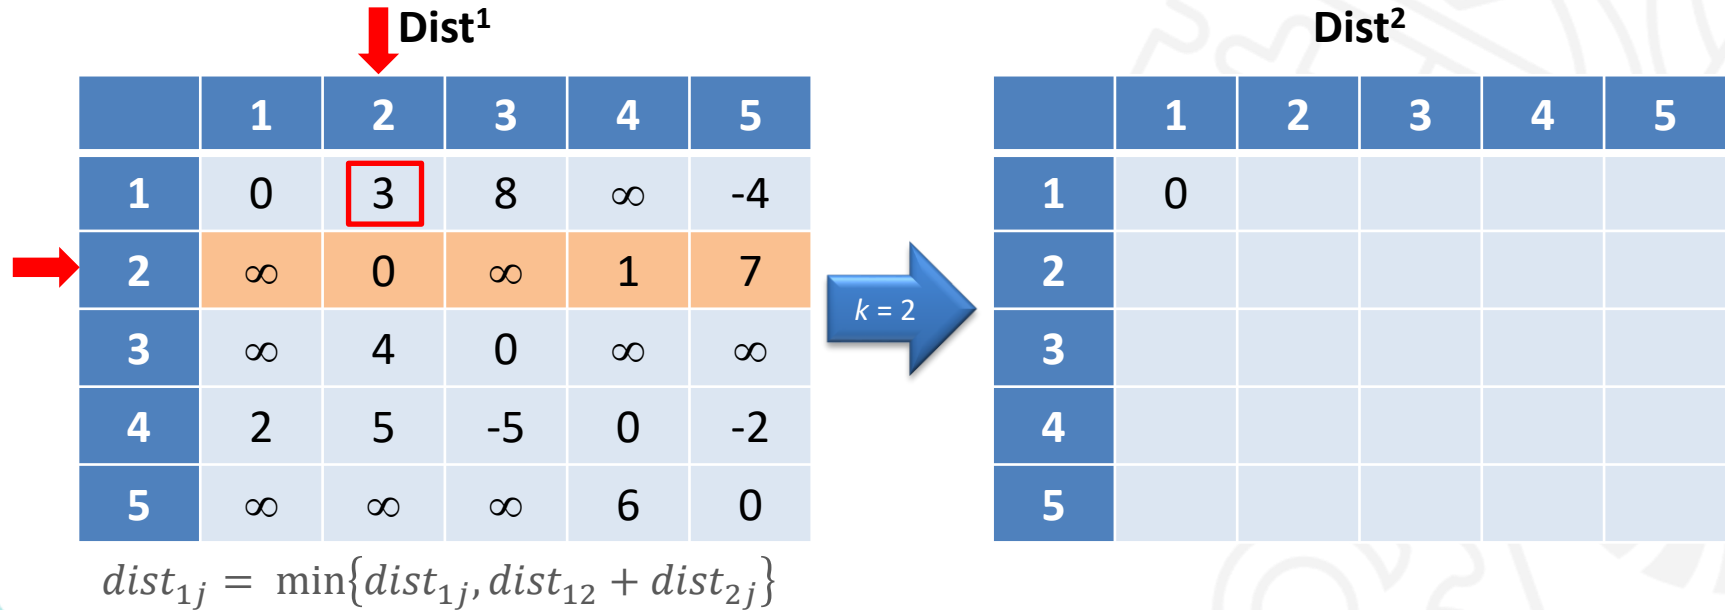 Dist¹ Dist²
1 2 3 4 5 1 2 3 4 5
1 0 3 8 ∞ -4 1 0
2 ∞ 0 ∞ 1 7 2
k = 2
3 ∞ 4 0 ∞ ∞ 3
4 2 5 -5 0 -2 4
5 ∞ ∞ ∞ 6 0 5
dist₁ⱼ = min{dist₁ⱼ, dist₁₂ + dist₂ⱼ}